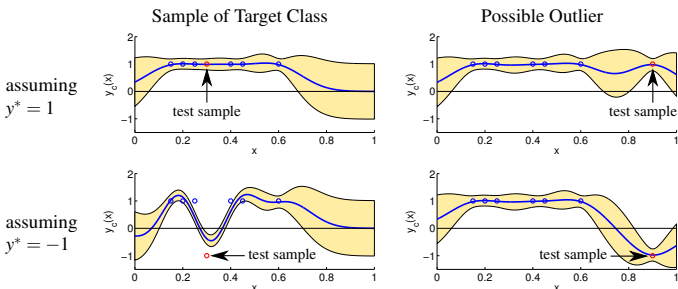 Sample of Target Class
Possible Outlier
assuming
y* = 1
2
1
0
−1
y_c(x)
test sample
0
0.2
0.4
0.6
0.8
1
x
2
1
0
−1
y_c(x)
test sample
0
0.2
0.4
0.6
0.8
1
x
assuming
y* = −1
2
1
0
−1
y_c(x)
test sample
0
0.2
0.4
0.6
0.8
1
x
2
1
0
−1
y_c(x)
test sample
0
0.2
0.4
0.6
0.8
1
x